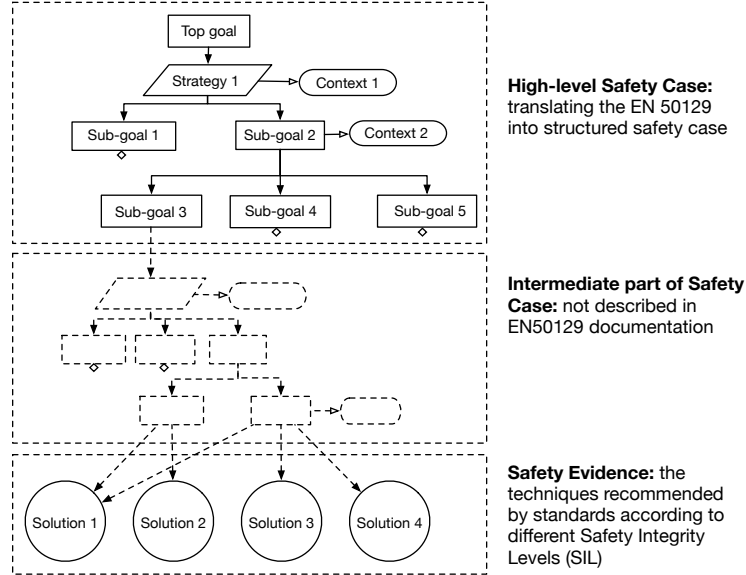 Top goal
Strategy 1
Context 1
Sub-goal 1
Sub-goal 2
Context 2
Sub-goal 3
Sub-goal 4
Sub-goal 5
High-level Safety Case:
translating the EN 50129
into structured safety case
Intermediate part of Safety
Case: not described in
EN50129 documentation
Solution 1
Solution 2
Solution 3
Solution 4
Safety Evidence: the
techniques recommended
by standards according to
different Safety Integrity
Levels (SIL)